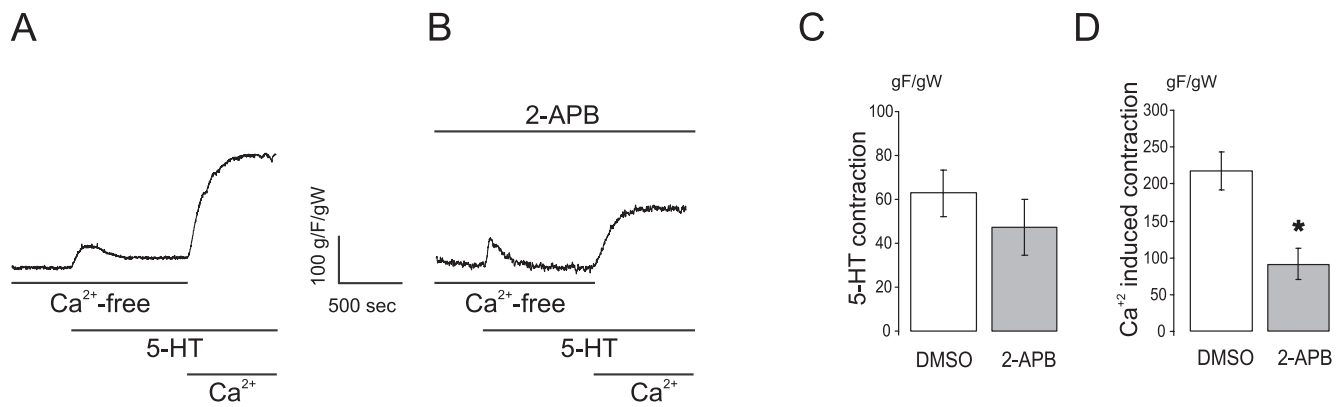 A
Ca²⁺-free
5-HT
Ca²⁺
100 g/F/gW
500 sec
B
2-APB
Ca²⁺-free
5-HT
Ca²⁺
C
gF/gW
5-HT contraction
100
80
60
40
20
0
DMSO 2-APB
D
gF/gW
Ca⁺² induced contraction
300
250
200
150
100
50
0
*
DMSO 2-APB